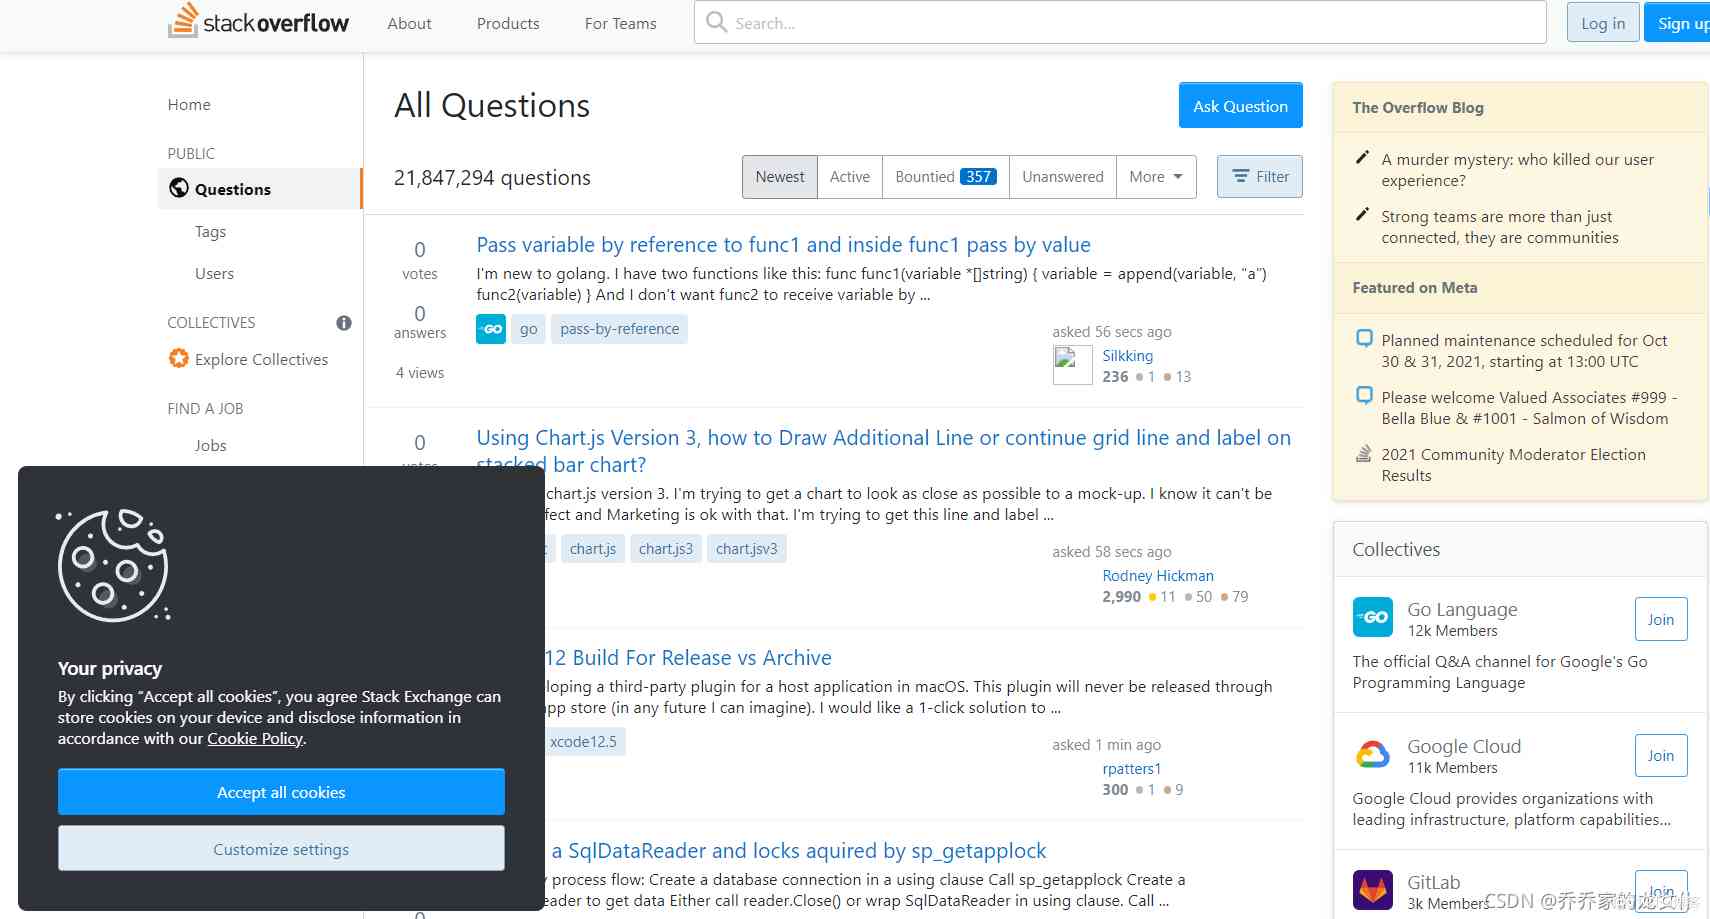 stackoverflow
About
Products
For Teams
Search...
Log in
Sign up
Home
PUBLIC
Questions
Tags
Users
COLLECTIVES
Explore Collectives
FIND A JOB
Jobs
All Questions
Ask Question
21,847,294 questions
Newest
Active
Bountied 357
Unanswered
More
Filter
0
votes
0
answers
4 views
Pass variable by reference to func1 and inside func1 pass by value
I'm new to golang. I have two functions like this: func func1(variable *[]string) { variable = append(variable, "a")
func2(variable) } And I don't want func2 to receive variable by ...
GO
go
pass-by-reference
asked 56 secs ago
Silkking
236 1 13
0
votes
Using Chart.js Version 3, how to Draw Additional Line or continue grid line and label on
stacked bar chart?
chart.js version 3. I'm trying to get a chart to look as close as possible to a mock-up. I know it can't be
fect and Marketing is ok with that. I'm trying to get this line and label ...
chart.js
chart.js3
chart.jsv3
asked 58 secs ago
Rodney Hickman
2,990 11 50 79
12 Build For Release vs Archive
loping a third-party plugin for a host application in macOS. This plugin will never be released through
app store (in any future I can imagine). I would like a 1-click solution to ...
xcode12.5
asked 1 min ago
rpatters1
300 1 9
a SqlDataReader and locks aquired by sp_getapplock
process flow: Create a database connection in a using clause Call sp_getapplock Create a
eader to get data Either call reader.Close() or wrap SqlDataReader in using clause. Call ...
0
Your privacy
By clicking "Accept all cookies", you agree Stack Exchange can
store cookies on your device and disclose information in
accordance with our Cookie Policy.
Accept all cookies
Customize settings
The Overflow Blog
A murder mystery: who killed our user
experience?
Strong teams are more than just
connected, they are communities
Featured on Meta
Planned maintenance scheduled for Oct
30 & 31, 2021, starting at 13:00 UTC
Please welcome Valued Associates #999 -
Bella Blue & #1001 - Salmon of Wisdom
2021 Community Moderator Election
Results
Collectives
GO
Go Language
12k Members
Join
The official Q&A channel for Google's Go
Programming Language
Google Cloud
11k Members
Join
Google Cloud provides organizations with
leading infrastructure, platform capabilities...
GitLab
3k Members
Join
CSDN @乔乔家的龙女仆